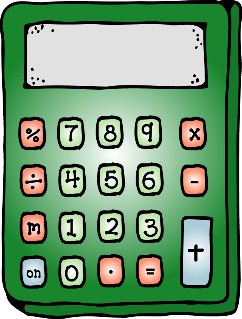 % 7 8 9 x
÷ 4 5 6 -
m 1 2 3 +
on 0 . =